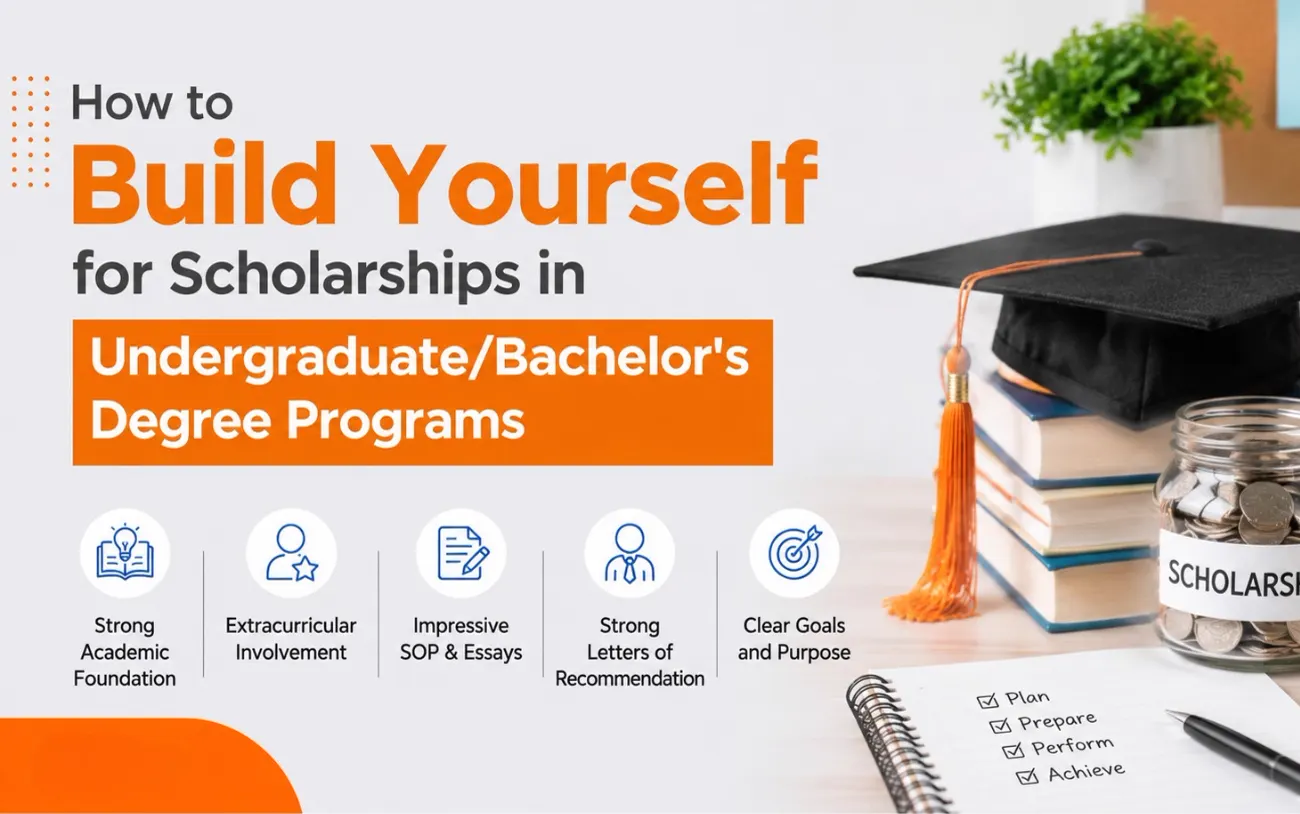 How to
Build Yourself
for Scholarships in
Undergraduate/Bachelor's
Degree Programs
Strong
Academic
Foundation
Extracurricular
Involvement
Impressive
SOP & Essays
Strong
Letters of
Recommendation
Clear Goals
and Purpose
SCHOLARSH
Plan
Prepare
Perform
Achieve